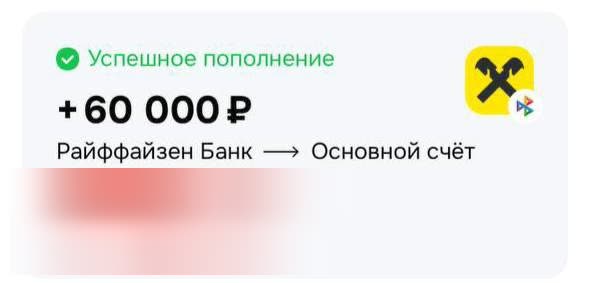 Успешное пополнение
+ 60 000 ₽
Райффайзен Банк ⟶ Основной счёт